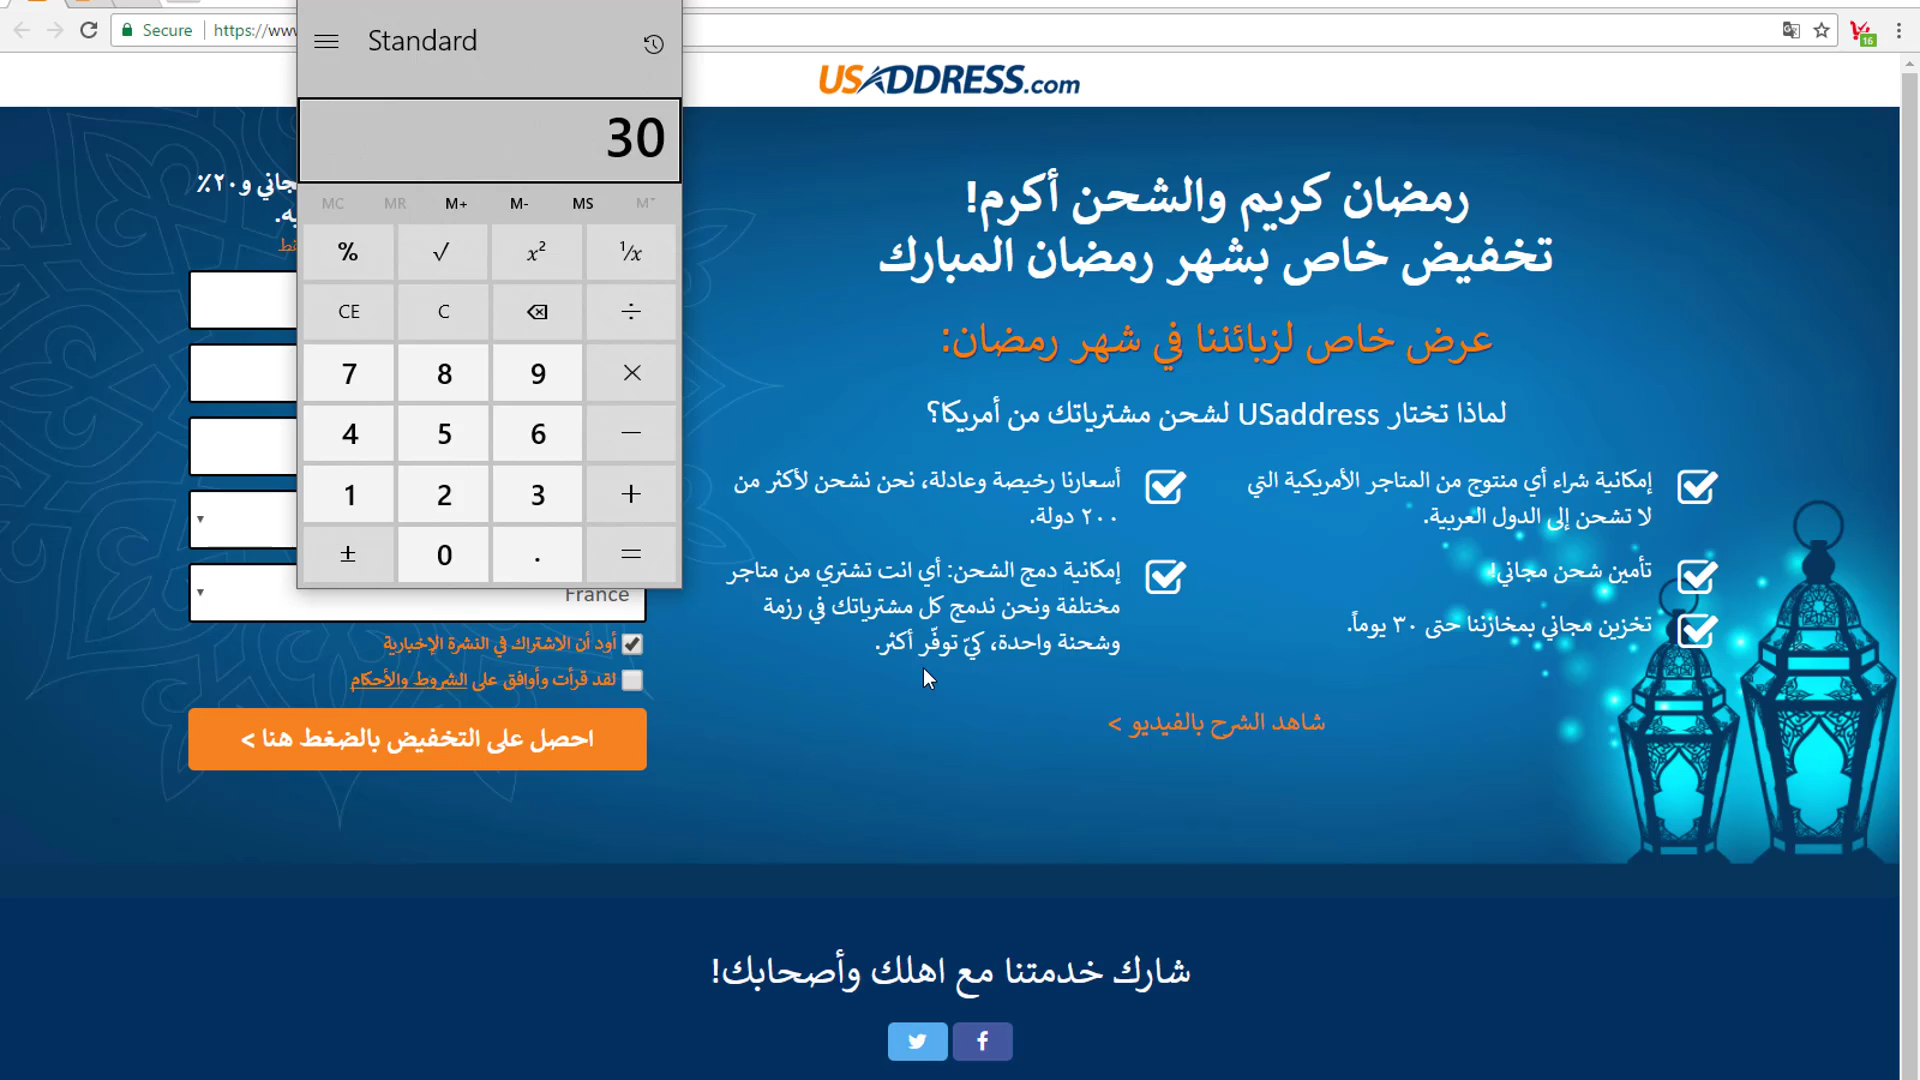 Secure
https://www
16
Standard
30
MC MR M+ M- MS M˅
% √ x² ¹/x
CE C ÷
7 8 9 ×
4 5 6 −
1 2 3 +
± 0 . =
USADDRESS.com
رمضان كريم والشحن أكرم!
تخفيض خاص بشهر رمضان المبارك
عرض خاص لزبائننا في شهر رمضان:
لماذا تختار USaddress لشحن مشترياتك من أمريكا؟
إمكانية شراء أي منتوج من المتاجر الأمريكية التي
لا تشحن إلى الدول العربية.
تأمين شحن مجاني!
تخزين مجاني بمخازننا حتى ٣٠ يوماً.
أسعارنا رخيصة وعادلة، نحن نشحن لأكثر من
٢٠٠ دولة.
إمكانية دمج الشحن: أي انت تشتري من متاجر
مختلفة ونحن ندمج كل مشترياتك في رزمة
وشحنة واحدة، كيّ توفّر أكثر.
شاهد الشرح بالفيديو >
و٢٠٪
France
أود أن الاشتراك في النشرة الإخبارية
لقد قرأت وأوافق على الشروط والأحكام
احصل على التخفيض بالضغط هنا >
شارك خدمتنا مع اهلك وأصحابك!